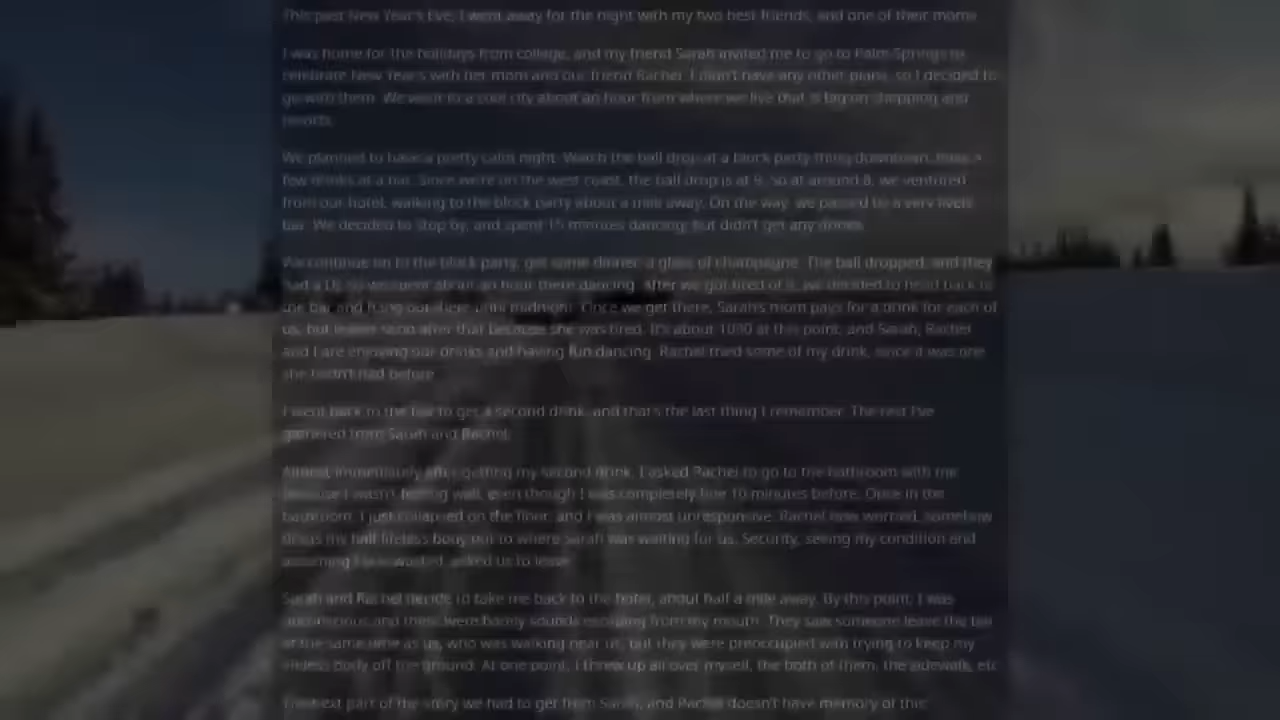 This past New Year's Eve, I went away for the night with my two best friends, and one of their moms.
I was home for the holidays from college, and my friend Sarah invited me to go to Palm Springs to
celebrate New Years with her mom and our friend Rachel. I didn't have any other plans, so I decided to
go with them. We went to a cool city about an hour from where we live that is big on shopping and
resorts.
We planned to have a pretty calm night. Watch the ball drop at a block party thing downtown, have a
few drinks at a bar. Since we're on the west coast, the ball drop is at 9. So at around 8, we ventured
from our hotel, walking to the block party about a mile away. On the way, we passed by a very lively
bar. We decided to stop by, and spent 15 minutes dancing, but didn't get any drinks.
We continue on to the block party, get some dinner, a glass of champagne. The ball dropped, and they
had a DJ, so we spent about an hour there dancing. After we got tired of it, we decided to head back to
the bar and hang out there until midnight. Once we get there, Sarah's mom pays for a drink for each of
us, but leaves soon after that because she was tired. It's about 1030 at this point, and Sarah, Rachel
and I are enjoying our drinks and having fun dancing. Rachel tried some of my drink, since it was one
she hadn't had before.
I went back to the bar to get a second drink, and that's the last thing I remember. The rest I've
gathered from Sarah and Rachel.
Almost immediately after getting my second drink, I asked Rachel to go to the bathroom with me
because I wasn't feeling well, even though I was completely fine 10 minutes before. Once in the
bathroom, I just collapsed on the floor, and I was almost unresponsive. Rachel now worried, somehow
drags my half lifeless body out to where Sarah was waiting for us. Security, seeing my condition and
assuming I was wasted, asked us to leave.
Sarah and Rachel decide to take me back to the hotel, about half a mile away. By this point, I was
unconscious and there were barely sounds escaping from my mouth. They saw someone leave the bar
at the same time as us, who was walking near us, but they were preoccupied with trying to keep my
lifeless body off the ground. At one point, I threw up all over myself, the both of them, the sidewalk, etc.
The next part of the story we had to get from Sarah, and Rachel doesn't have memory of this